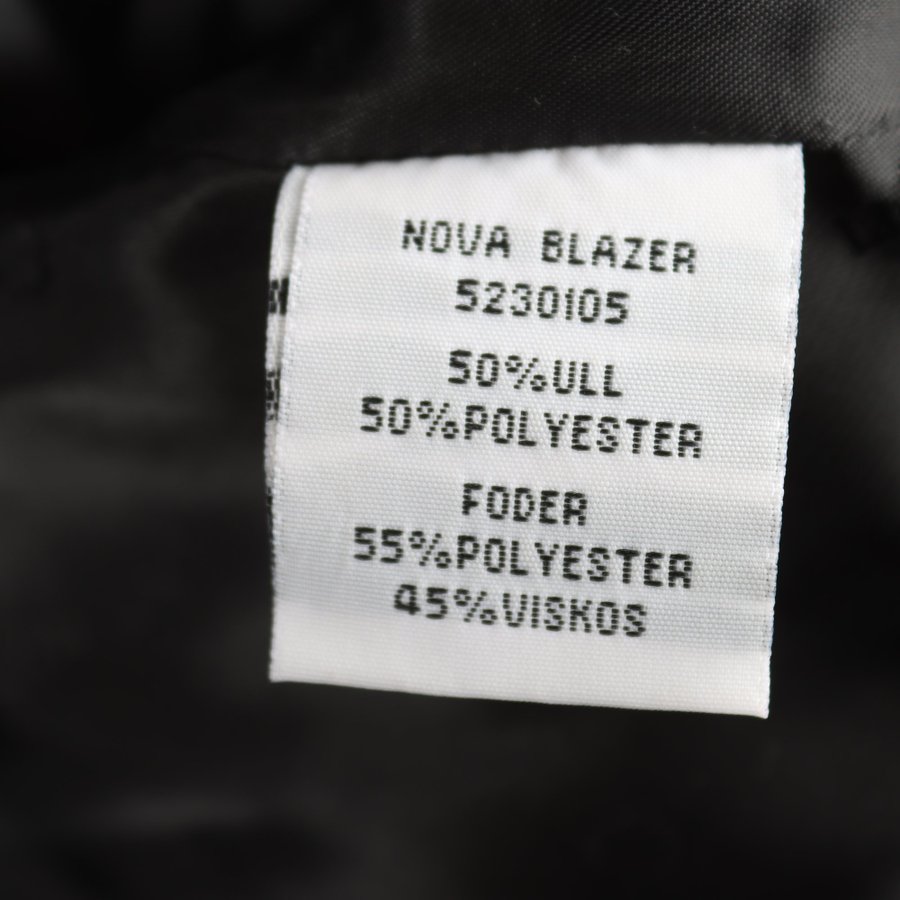 NOVA BLAZER
5230105
50%ULL
50%POLYESTER
FODER
55%POLYESTER
45%VISKOS